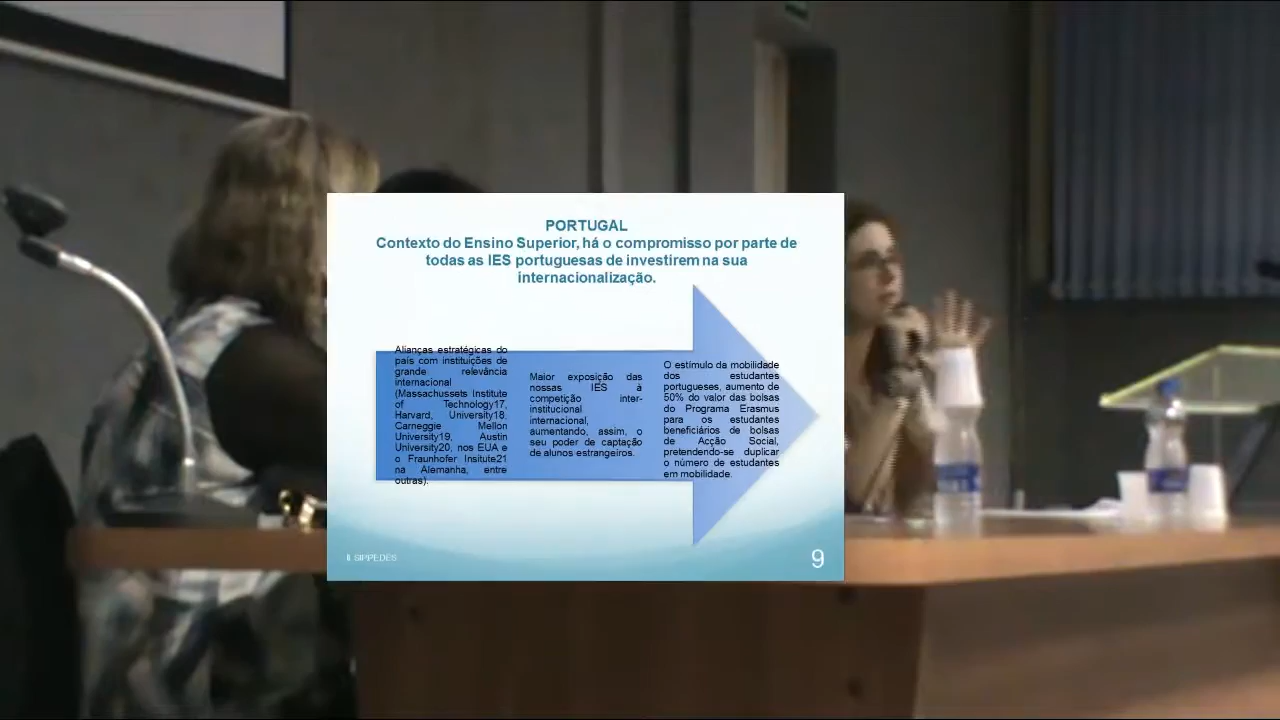 PORTUGAL
Contexto do Ensino Superior, há o compromisso por parte de
todas as IES portuguesas de investirem na sua
internacionalização.
Alianças estratégicas do
país com instituições de
grande relevância
internacional
(Massachussets Institute
of Technology17,
Harvard, University18,
Carneggie Mellon
University19, Austin
University20, nos EUA e
o Fraunhofer Insitute21
na Alemanha, entre
outras).
Maior exposição das
nossas IES à
competição inter-
institucional
internacional,
aumentando, assim, o
seu poder de captação
de alunos estrangeiros.
O estímulo da mobilidade
dos estudantes
portugueses, aumento de
50% do valor das bolsas
do Programa Erasmus
para os estudantes
beneficiários de bolsas
de Acção Social,
pretendendo-se duplicar
o número de estudantes
em mobilidade.
II SIPPEDES
9